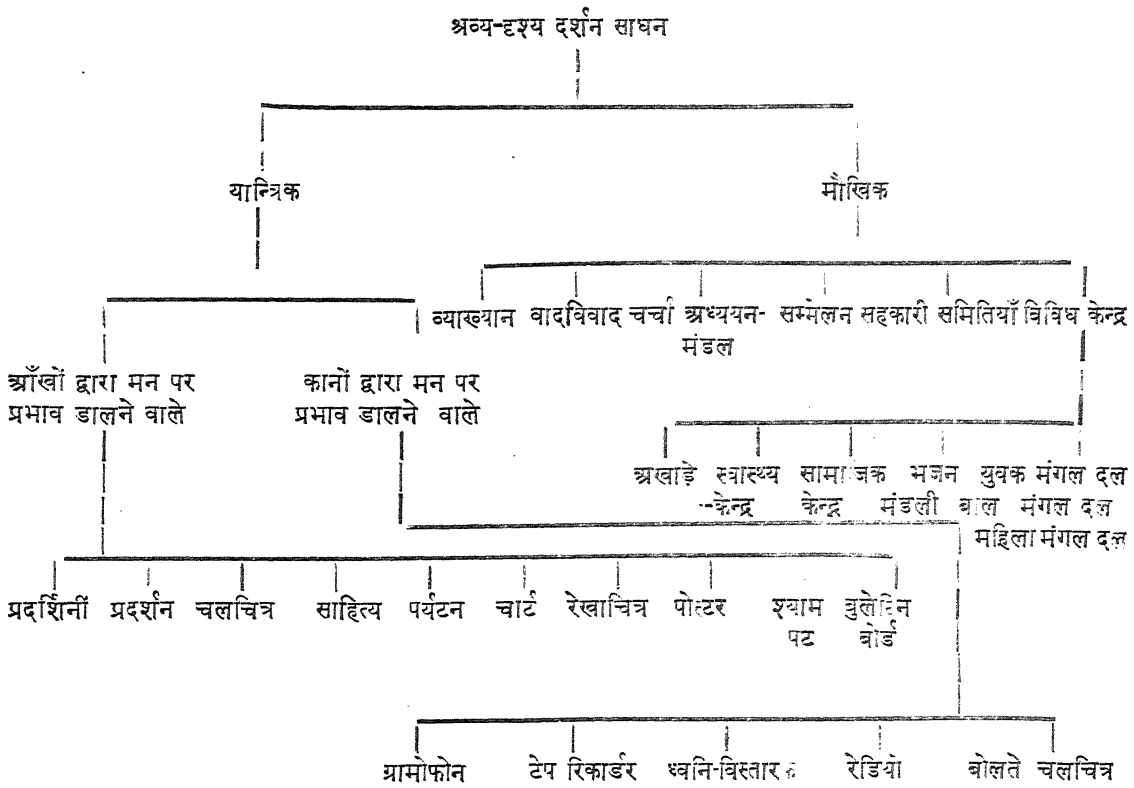 श्रव्य-दृश्य दर्शन साधन
यान्त्रिक मौखिक
व्याख्यान वादविवाद चर्चा अध्ययन- सम्मेलन सहकारी समितियाँ विविध केन्द्र
मंडल
आँखों द्वारा मन पर कानों द्वारा मन पर
प्रभाव डालने वाले प्रभाव डालने वाले
अखाड़े स्वास्थ्य सामाजक भजन युवक मंगल दल
-केन्द्र केन्द्र मंडली बाल मंगल दल
महिला मंगल दल
प्रदर्शिनीं प्रदर्शन चलचित्र साहित्य पर्यटन चार्ट रेखाचित्र पोस्टर श्याम बुलेटिन
पट बोर्ड
ग्रामोफोन टेप रिकार्डर ध्वनि-विस्तारक रेडियो बोलते चलचित्र